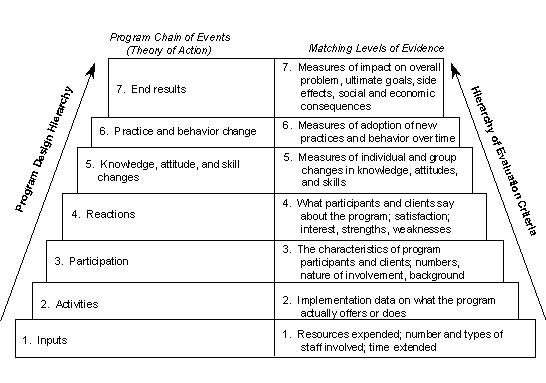 Program Chain of Events
(Theory of Action)
Matching Levels of Evidence
Program Design Hierarchy
Hierarchy of Evaluation Criteria
7. End results
7. Measures of impact on overall
problem, ultimate goals, side
effects, social and economic
consequences
6. Practice and behavior change
6. Measures of adoption of new
practices and behavior over time
5. Knowledge, attitude, and skill
changes
5. Measures of individual and group
changes in knowledge, attitudes,
and skills
4. Reactions
4. What participants and clients say
about the program; satisfaction;
interest, strengths, weaknesses
3. Participation
3. The characteristics of program
participants and clients; numbers,
nature of involvement, background
2. Activities
2. Implementation data on what the program
actually offers or does
1. Inputs
1. Resources expended; number and types of
staff involved; time extended